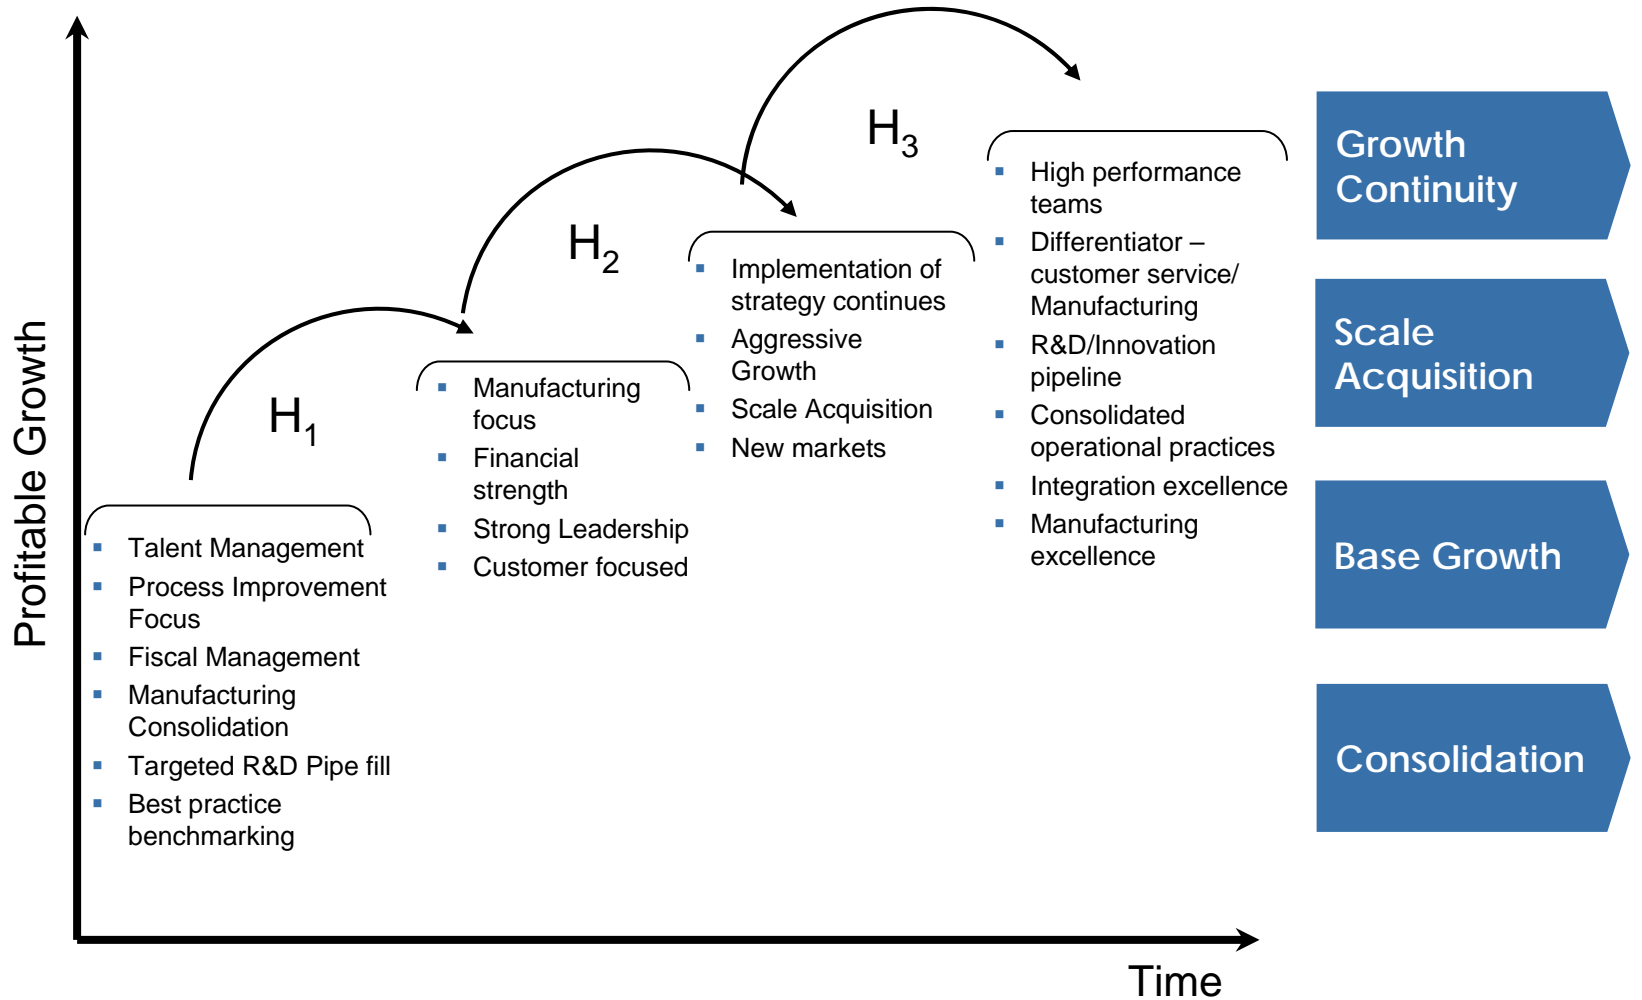 Profitable Growth
H1
Talent Management
Process Improvement
Focus
Fiscal Management
Manufacturing
Consolidation
Targeted R&D Pipe fill
Best practice
benchmarking
H2
Manufacturing
focus
Financial
strength
Strong Leadership
Customer focused
H3
Implementation of
strategy continues
Aggressive
Growth
Scale Acquisition
New markets
High performance
teams
Differentiator –
customer service/
Manufacturing
R&D/Innovation
pipeline
Consolidated
operational practices
Integration excellence
Manufacturing
excellence
Growth
Continuity
Scale
Acquisition
Base Growth
Consolidation
Time